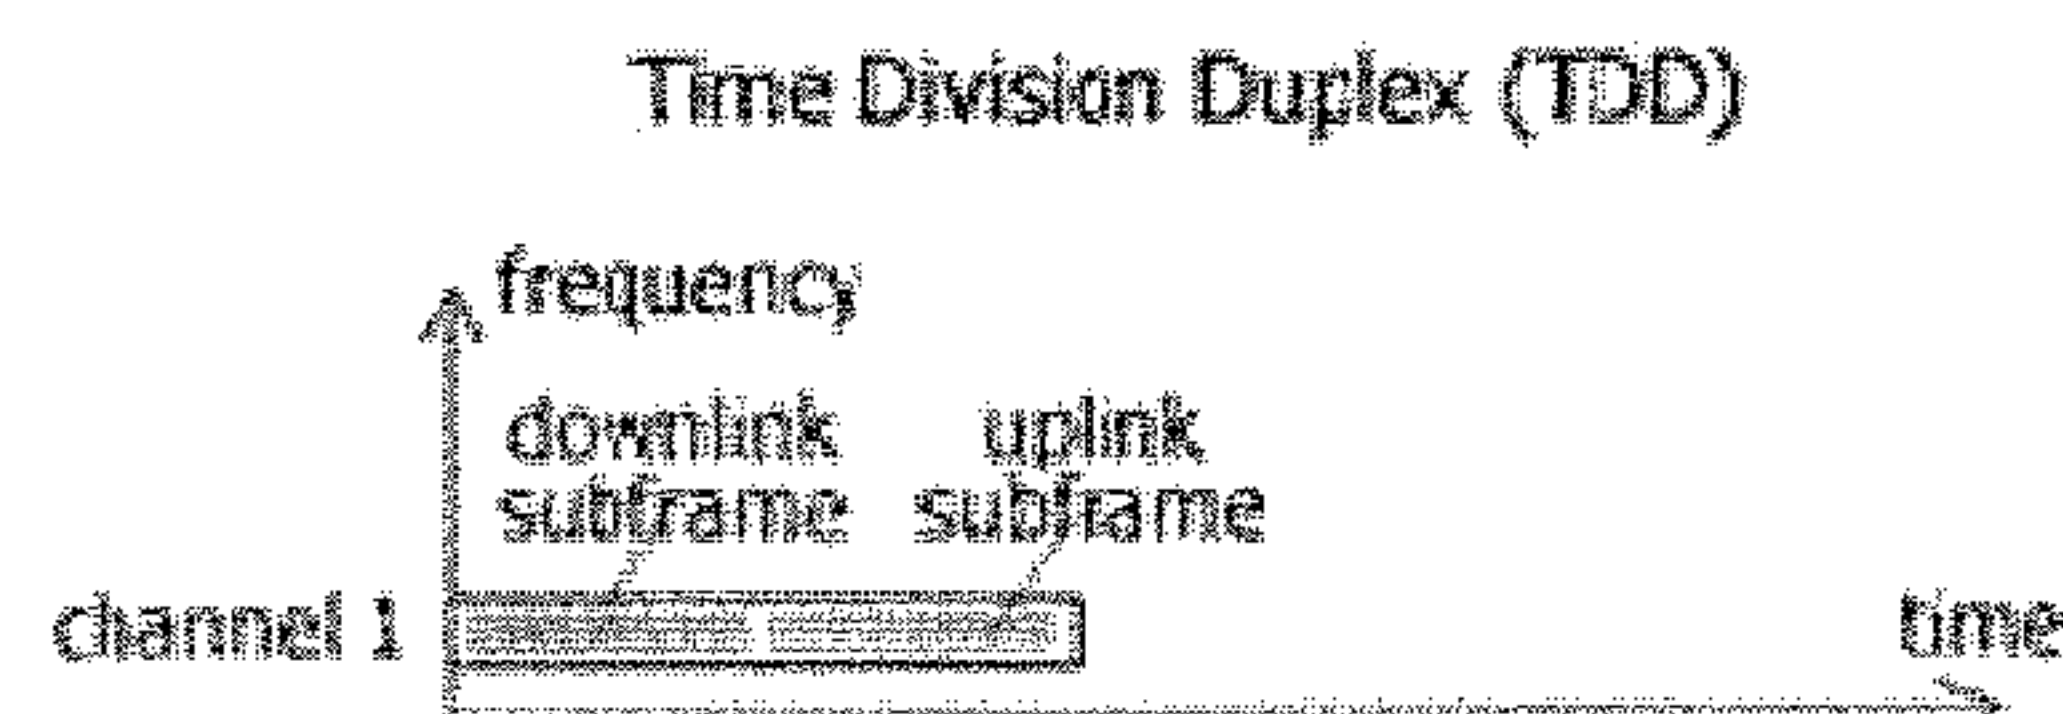 Time Division Duplex (TDD)
frequency
downlink uplink
subframe subframe
channel 1
time